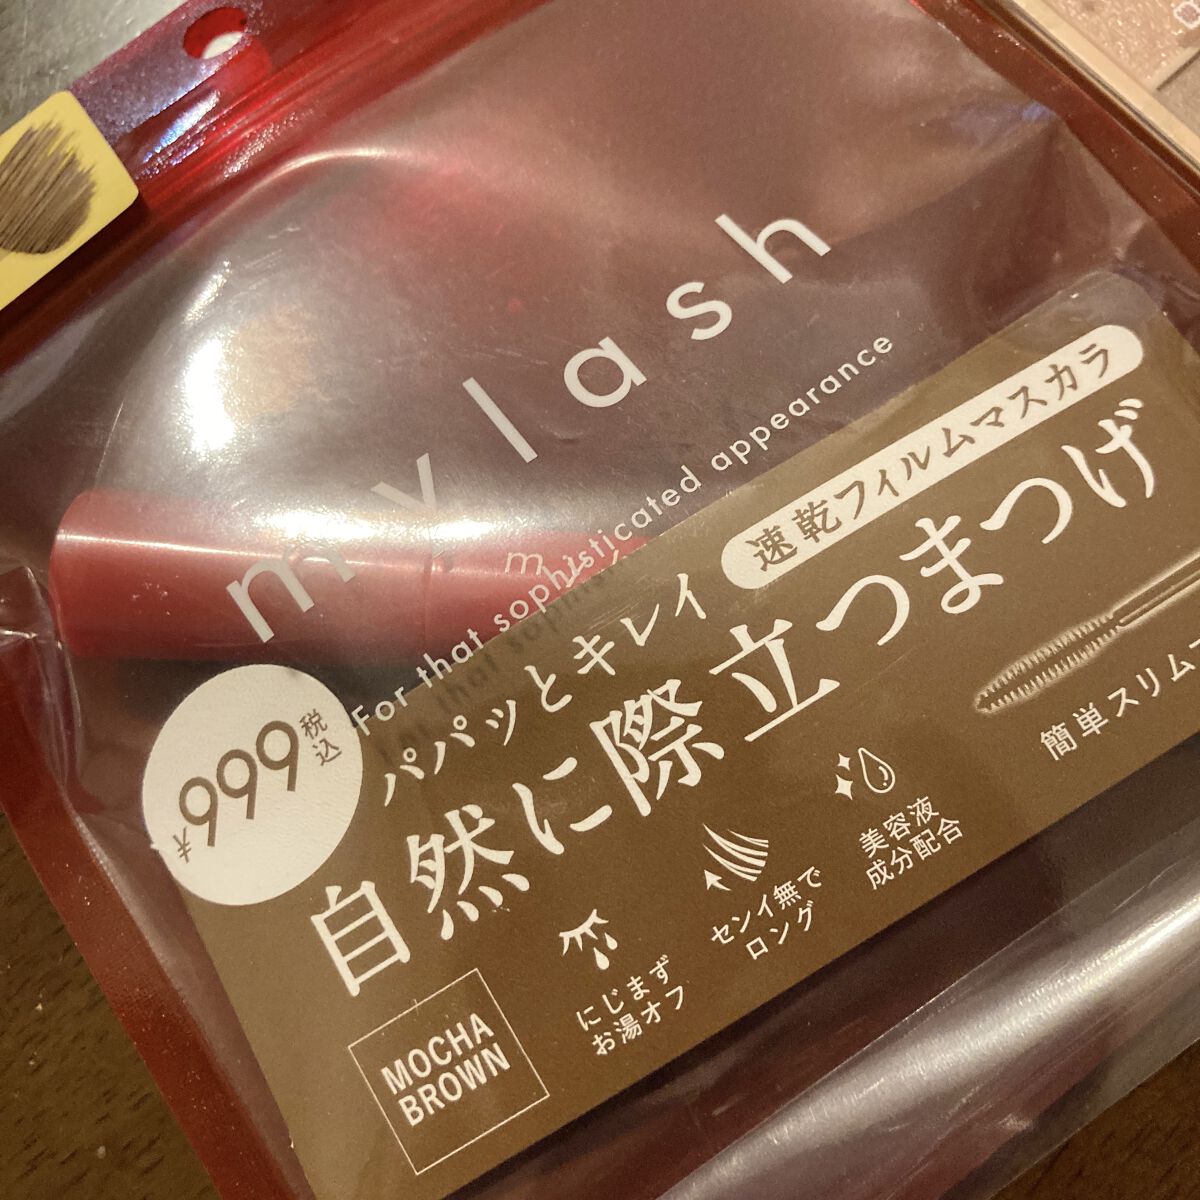 mylash
For that sophisticated appearance
速乾フィルムマスカラ
パパッとキレイ
自然に際立つまつげ
¥999税込
簡単スリム
美容液
成分配合
センイ無で
ロング
にじまず
お湯オフ
MOCHA
BROWN